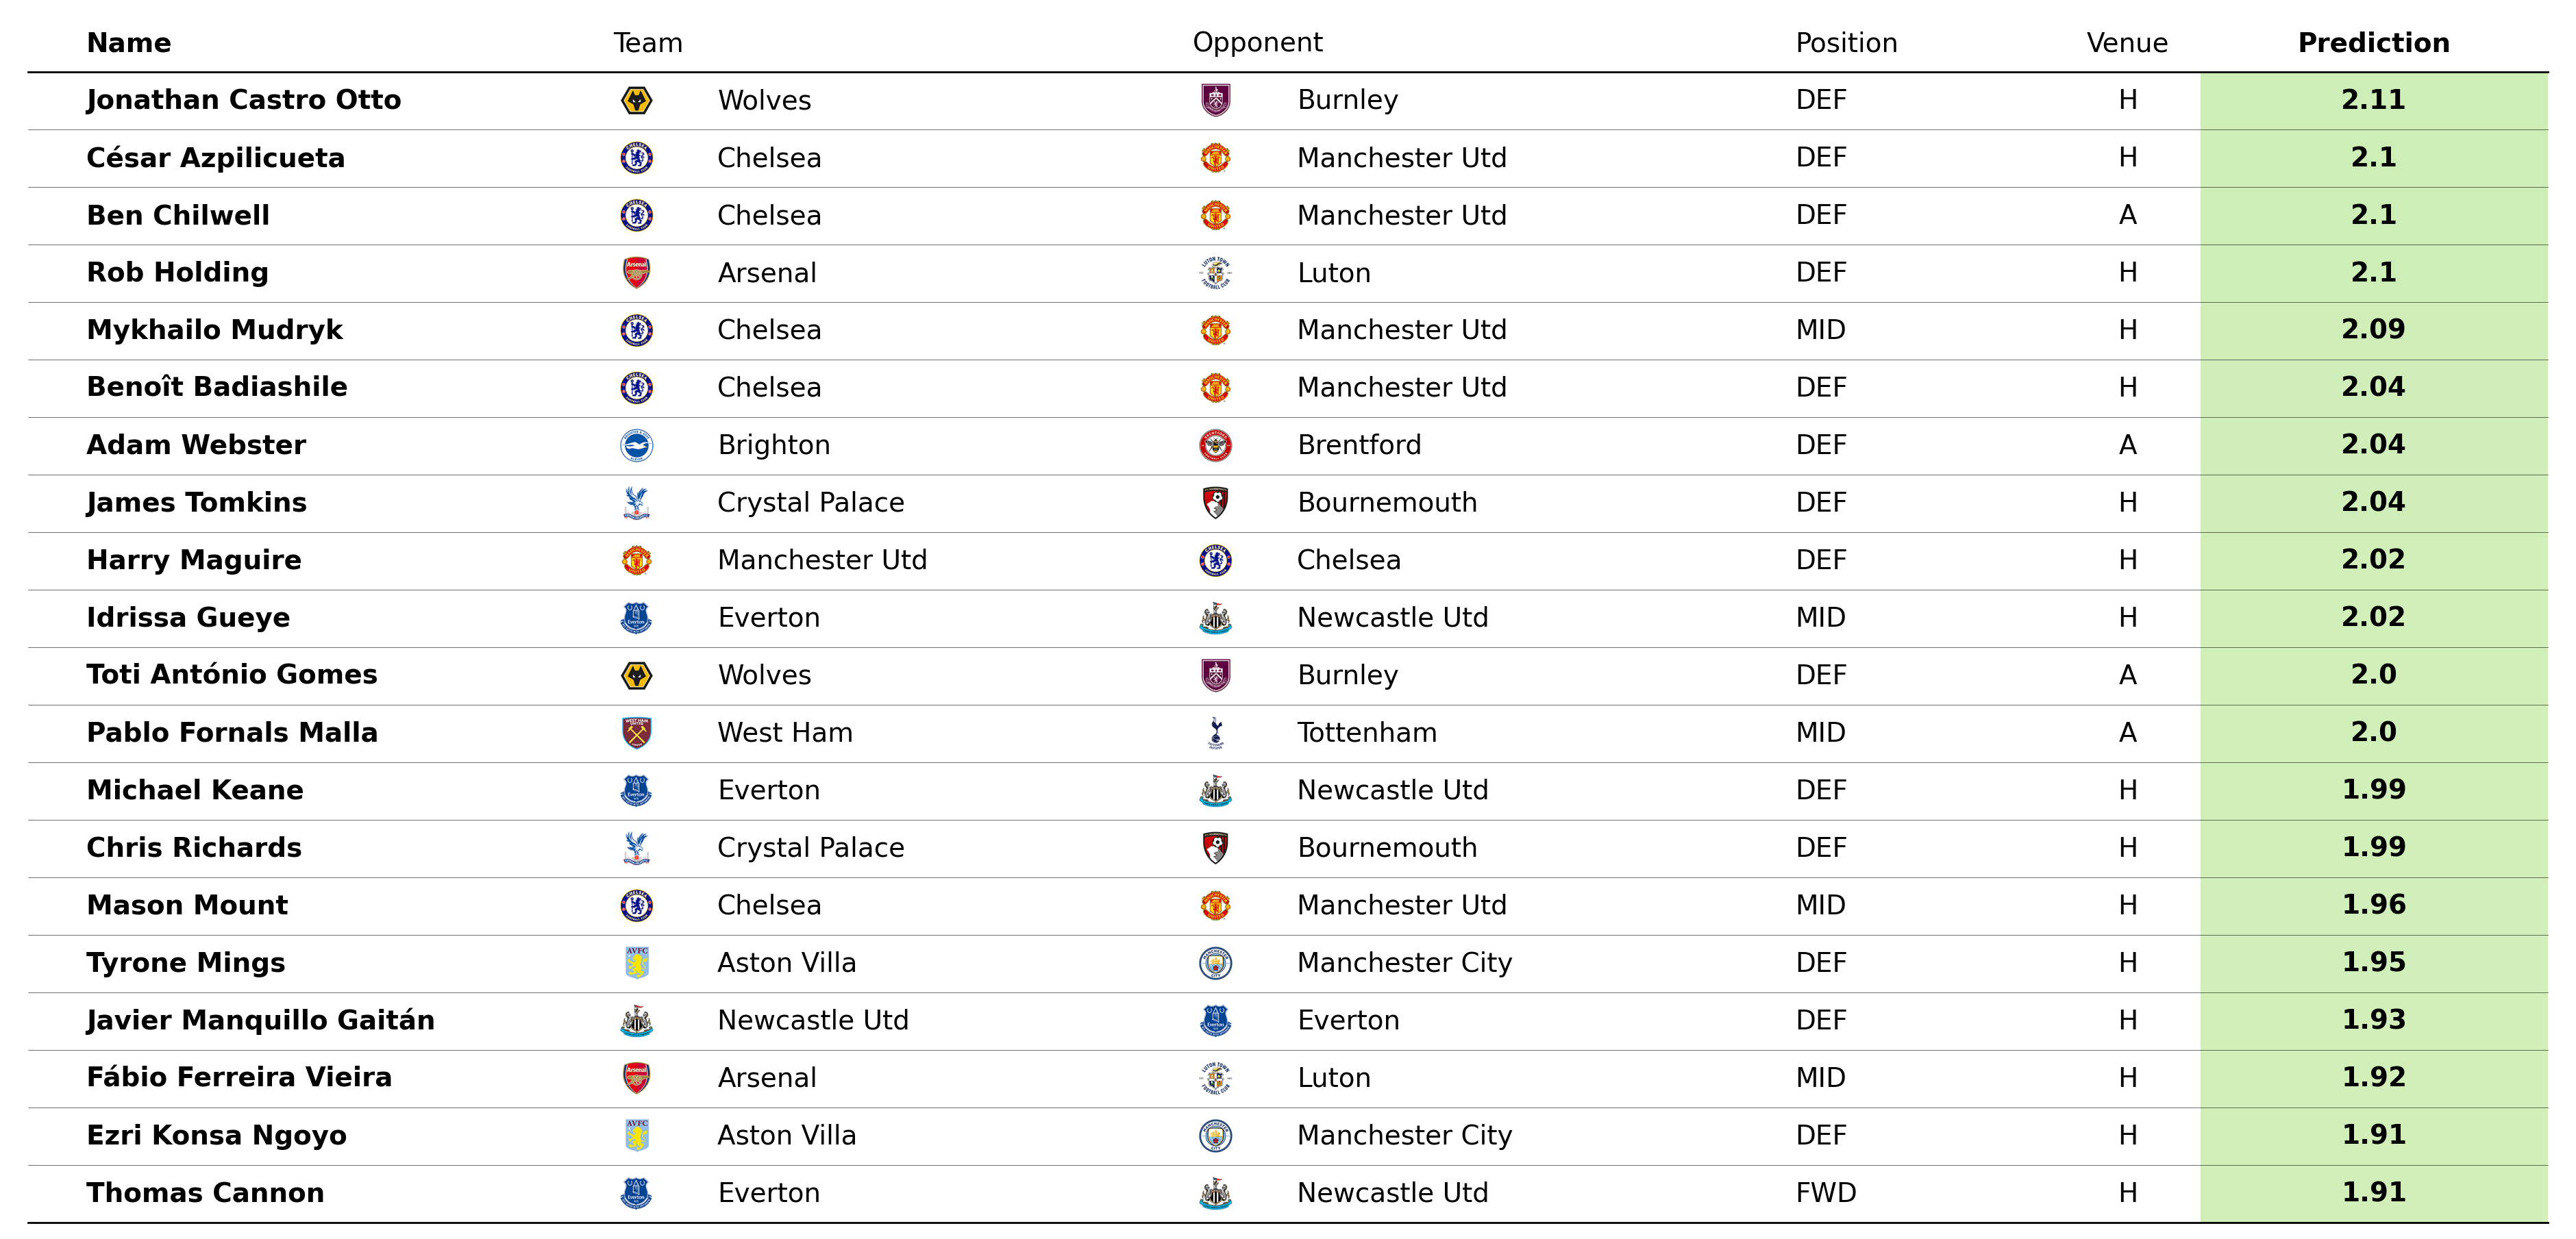 Name Team Opponent Position Venue Prediction
Jonathan Castro Otto Wolves Burnley DEF H 2.11
César Azpilicueta Chelsea Manchester Utd DEF H 2.1
Ben Chilwell Chelsea Manchester Utd DEF A 2.1
Rob Holding Arsenal Luton DEF H 2.1
Mykhailo Mudryk Chelsea Manchester Utd MID H 2.09
Benoît Badiashile Chelsea Manchester Utd DEF H 2.04
Adam Webster Brighton Brentford DEF A 2.04
James Tomkins Crystal Palace Bournemouth DEF H 2.04
Harry Maguire Manchester Utd Chelsea DEF H 2.02
Idrissa Gueye Everton Newcastle Utd MID H 2.02
Toti António Gomes Wolves Burnley DEF A 2.0
Pablo Fornals Malla West Ham Tottenham MID A 2.0
Michael Keane Everton Newcastle Utd DEF H 1.99
Chris Richards Crystal Palace Bournemouth DEF H 1.99
Mason Mount Chelsea Manchester Utd MID H 1.96
Tyrone Mings Aston Villa Manchester City DEF H 1.95
Javier Manquillo Gaitán Newcastle Utd Everton DEF H 1.93
Fábio Ferreira Vieira Arsenal Luton MID H 1.92
Ezri Konsa Ngoyo Aston Villa Manchester City DEF H 1.91
Thomas Cannon Everton Newcastle Utd FWD H 1.91